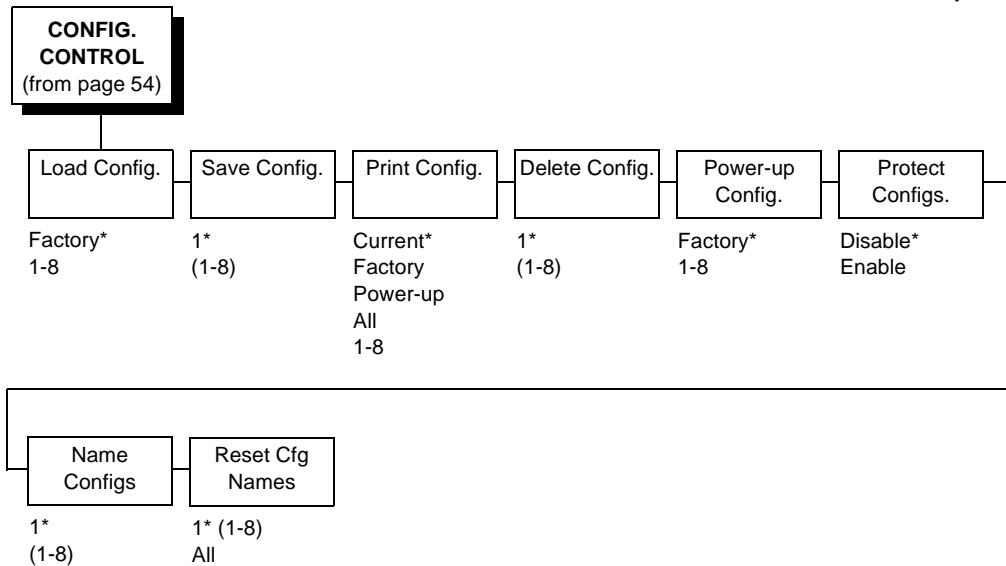 CONFIG.
CONTROL
(from page 54)
Load Config.
Save Config.
Print Config.
Delete Config.
Power-up
Config.
Protect
Configs.
Factory*
1-8
1*
(1-8)
Current*
Factory
Power-up
All
1-8
1*
(1-8)
Factory*
1-8
Disable*
Enable
Name
Configs
Reset Cfg
Names
1*
(1-8)
1* (1-8)
All